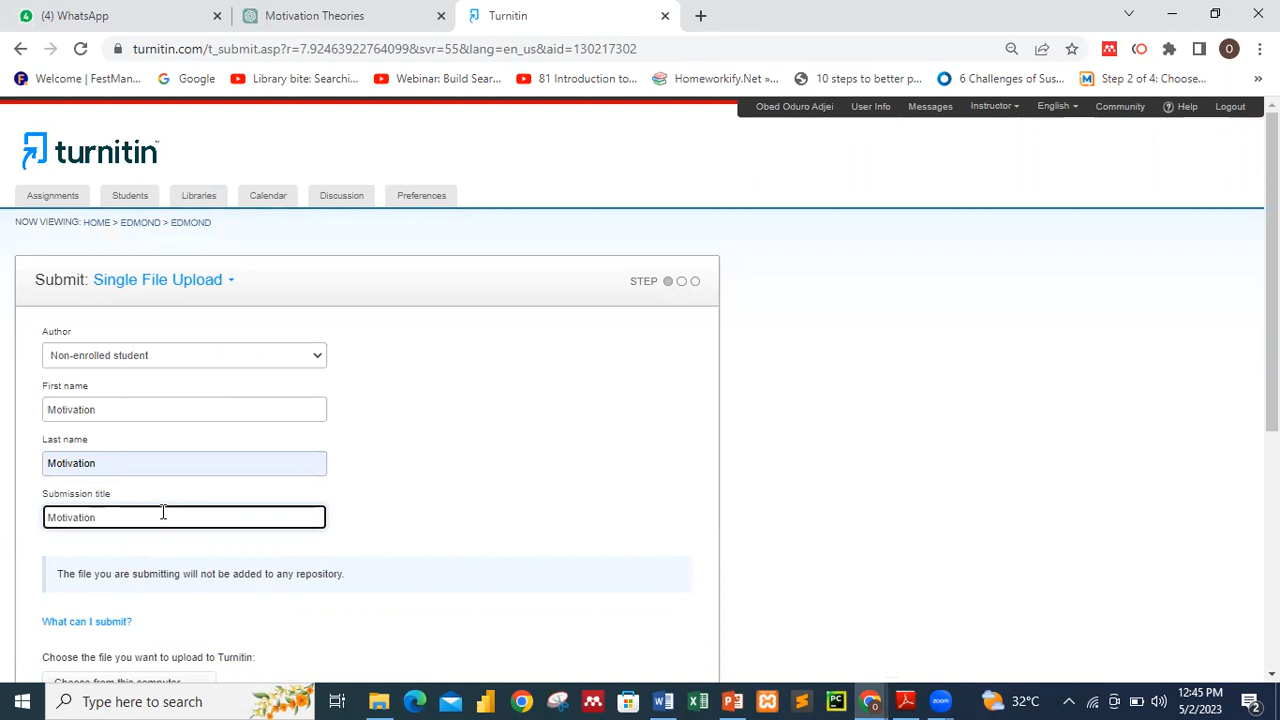 (4) WhatsApp
Motivation Theories
Turnitin
turnitin.com/t_submit.asp?r=7.92463922764099&svr=55&lang=en_us&aid=130217302
O
Welcome | FestMan...
Google
Library bite: Searchi...
Webinar: Build Sear...
81 Introduction to...
Homeworkify.Net »...
10 steps to better p...
6 Challenges of Sus...
Step 2 of 4: Choose...
»
Obed Oduro Adjei
User Info
Messages
Instructor
English
Community
Help
Logout
turnitin
Assignments
Students
Libraries
Calendar
Discussion
Preferences
NOW VIEWING: HOME > EDMOND > EDMOND
Submit: Single File Upload
STEP
Author
Non-enrolled student
First name
Motivation
Last name
Motivation
Submission title
Motivation
The file you are submitting will not be added to any repository.
What can I submit?
Choose the file you want to upload to Turnitin:
Choose from this computer
Type here to search
32°C
12:45 PM
5/2/2023
2